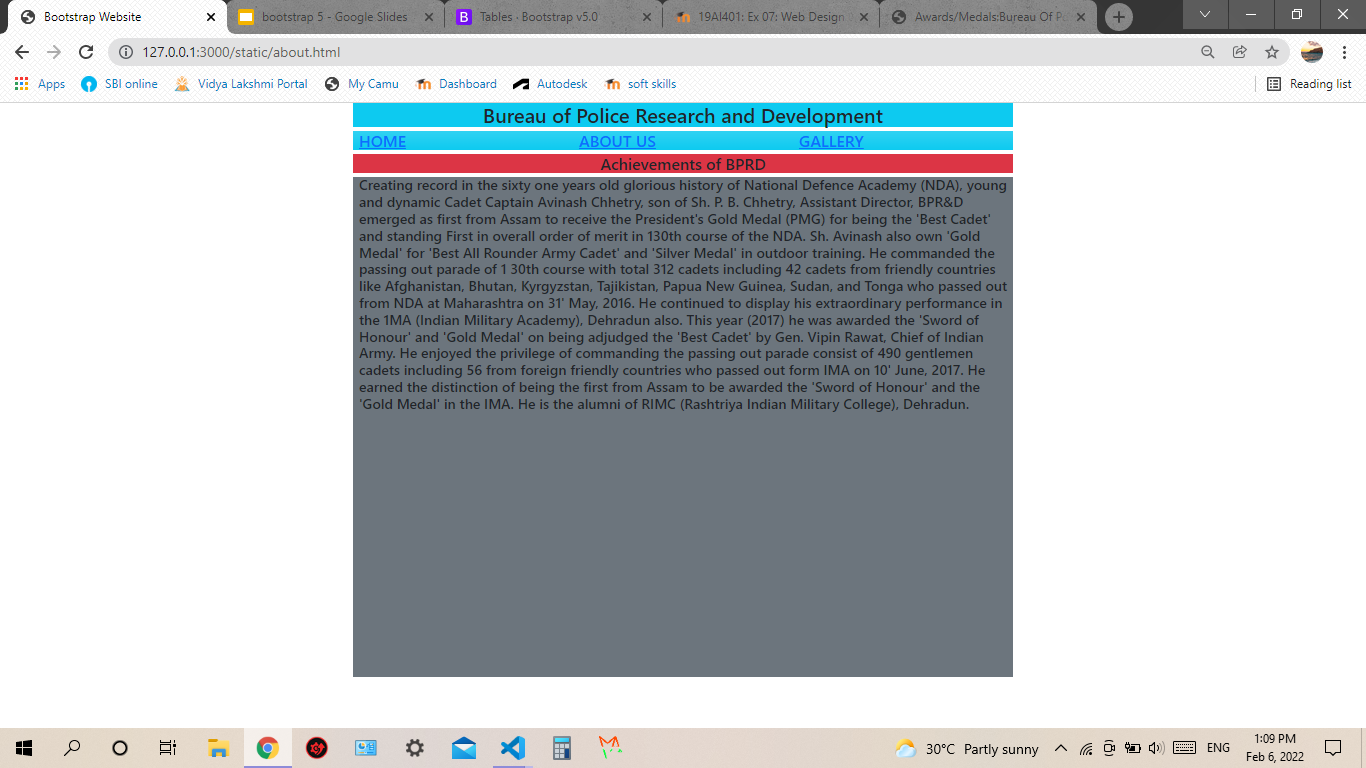 Bootstrap Website
bootstrap 5 - Google Slides
Tables · Bootstrap v5.0
19AI401: Ex 07: Web Design
Awards/Medals:Bureau Of P
127.0.0.1:3000/static/about.html
Apps
SBI online
Vidya Lakshmi Portal
My Camu
Dashboard
Autodesk
soft skills
Reading list
Bureau of Police Research and Development
HOME
ABOUT US
GALLERY
Achievements of BPRD
Creating record in the sixty one years old glorious history of National Defence Academy (NDA), young
and dynamic Cadet Captain Avinash Chhetry, son of Sh. P. B. Chhetry, Assistant Director, BPR&D
emerged as first from Assam to receive the President's Gold Medal (PMG) for being the 'Best Cadet'
and standing First in overall order of merit in 130th course of the NDA. Sh. Avinash also own 'Gold
Medal' for 'Best All Rounder Army Cadet' and 'Silver Medal' in outdoor training. He commanded the
passing out parade of 1 30th course with total 312 cadets including 42 cadets from friendly countries
like Afghanistan, Bhutan, Kyrgyzstan, Tajikistan, Papua New Guinea, Sudan, and Tonga who passed out
from NDA at Maharashtra on 31' May, 2016. He continued to display his extraordinary performance in
the 1MA (Indian Military Academy), Dehradun also. This year (2017) he was awarded the 'Sword of
Honour' and 'Gold Medal' on being adjudged the 'Best Cadet' by Gen. Vipin Rawat, Chief of Indian
Army. He enjoyed the privilege of commanding the passing out parade consist of 490 gentlemen
cadets including 56 from foreign friendly countries who passed out form IMA on 10' June, 2017. He
earned the distinction of being the first from Assam to be awarded the 'Sword of Honour' and the
'Gold Medal' in the IMA. He is the alumni of RIMC (Rashtriya Indian Military College), Dehradun.
30°C Partly sunny
ENG
1:09 PM
Feb 6, 2022